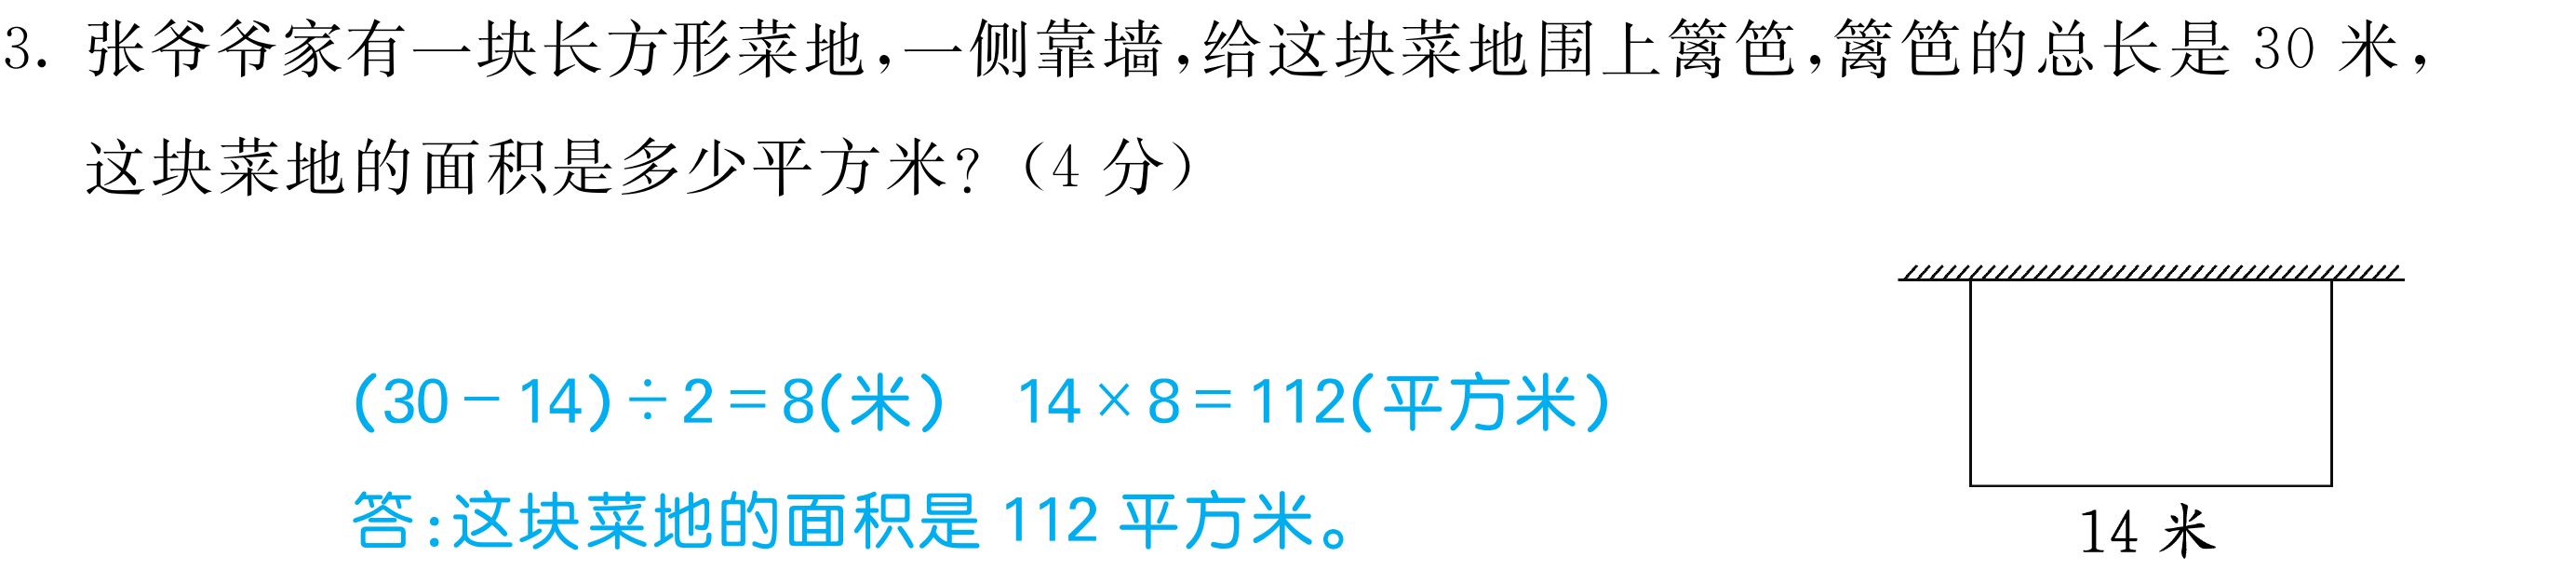 3. 张爷爷家有一块长方形菜地,一侧靠墙,给这块菜地围上篱笆,篱笆的总长是 30 米,
这块菜地的面积是多少平方米?(4 分)
(30－14)÷2＝8(米)　14×8＝112(平方米)
答:这块菜地的面积是 112 平方米。
14 米